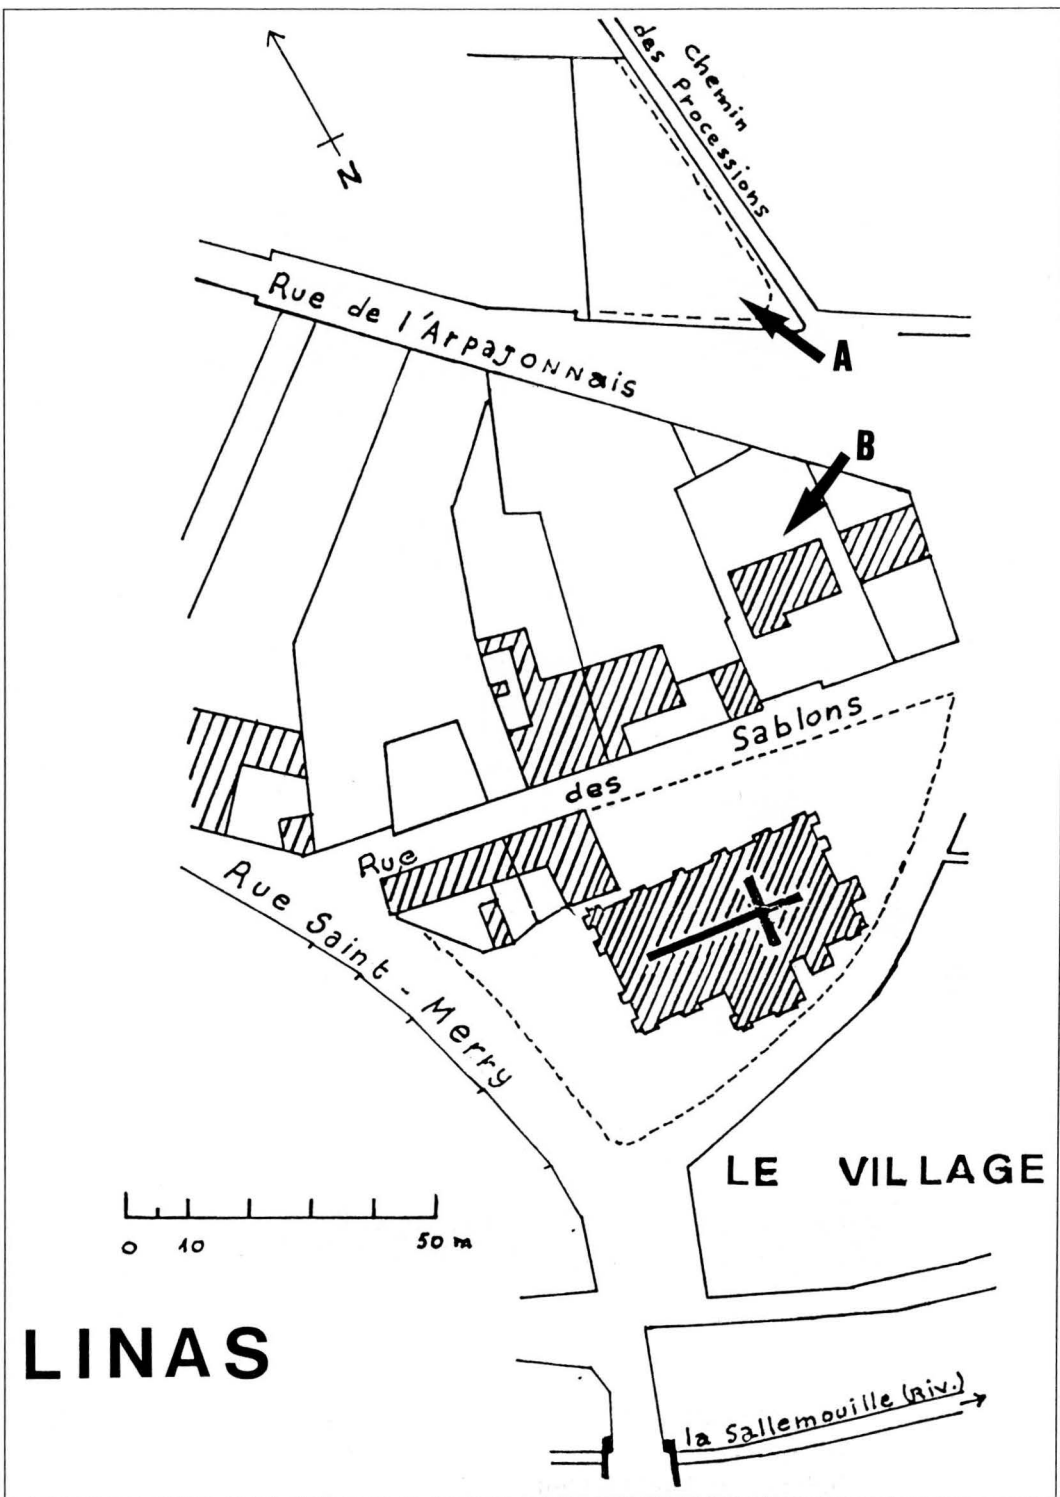 Chemin
des Processions
N
Rue de l'Arpajonnais
A
B
Rue des Sablons
Rue Saint-Merry
LE VILLAGE
0 10 50 m
LINAS
la Sallemouille (Riv.)